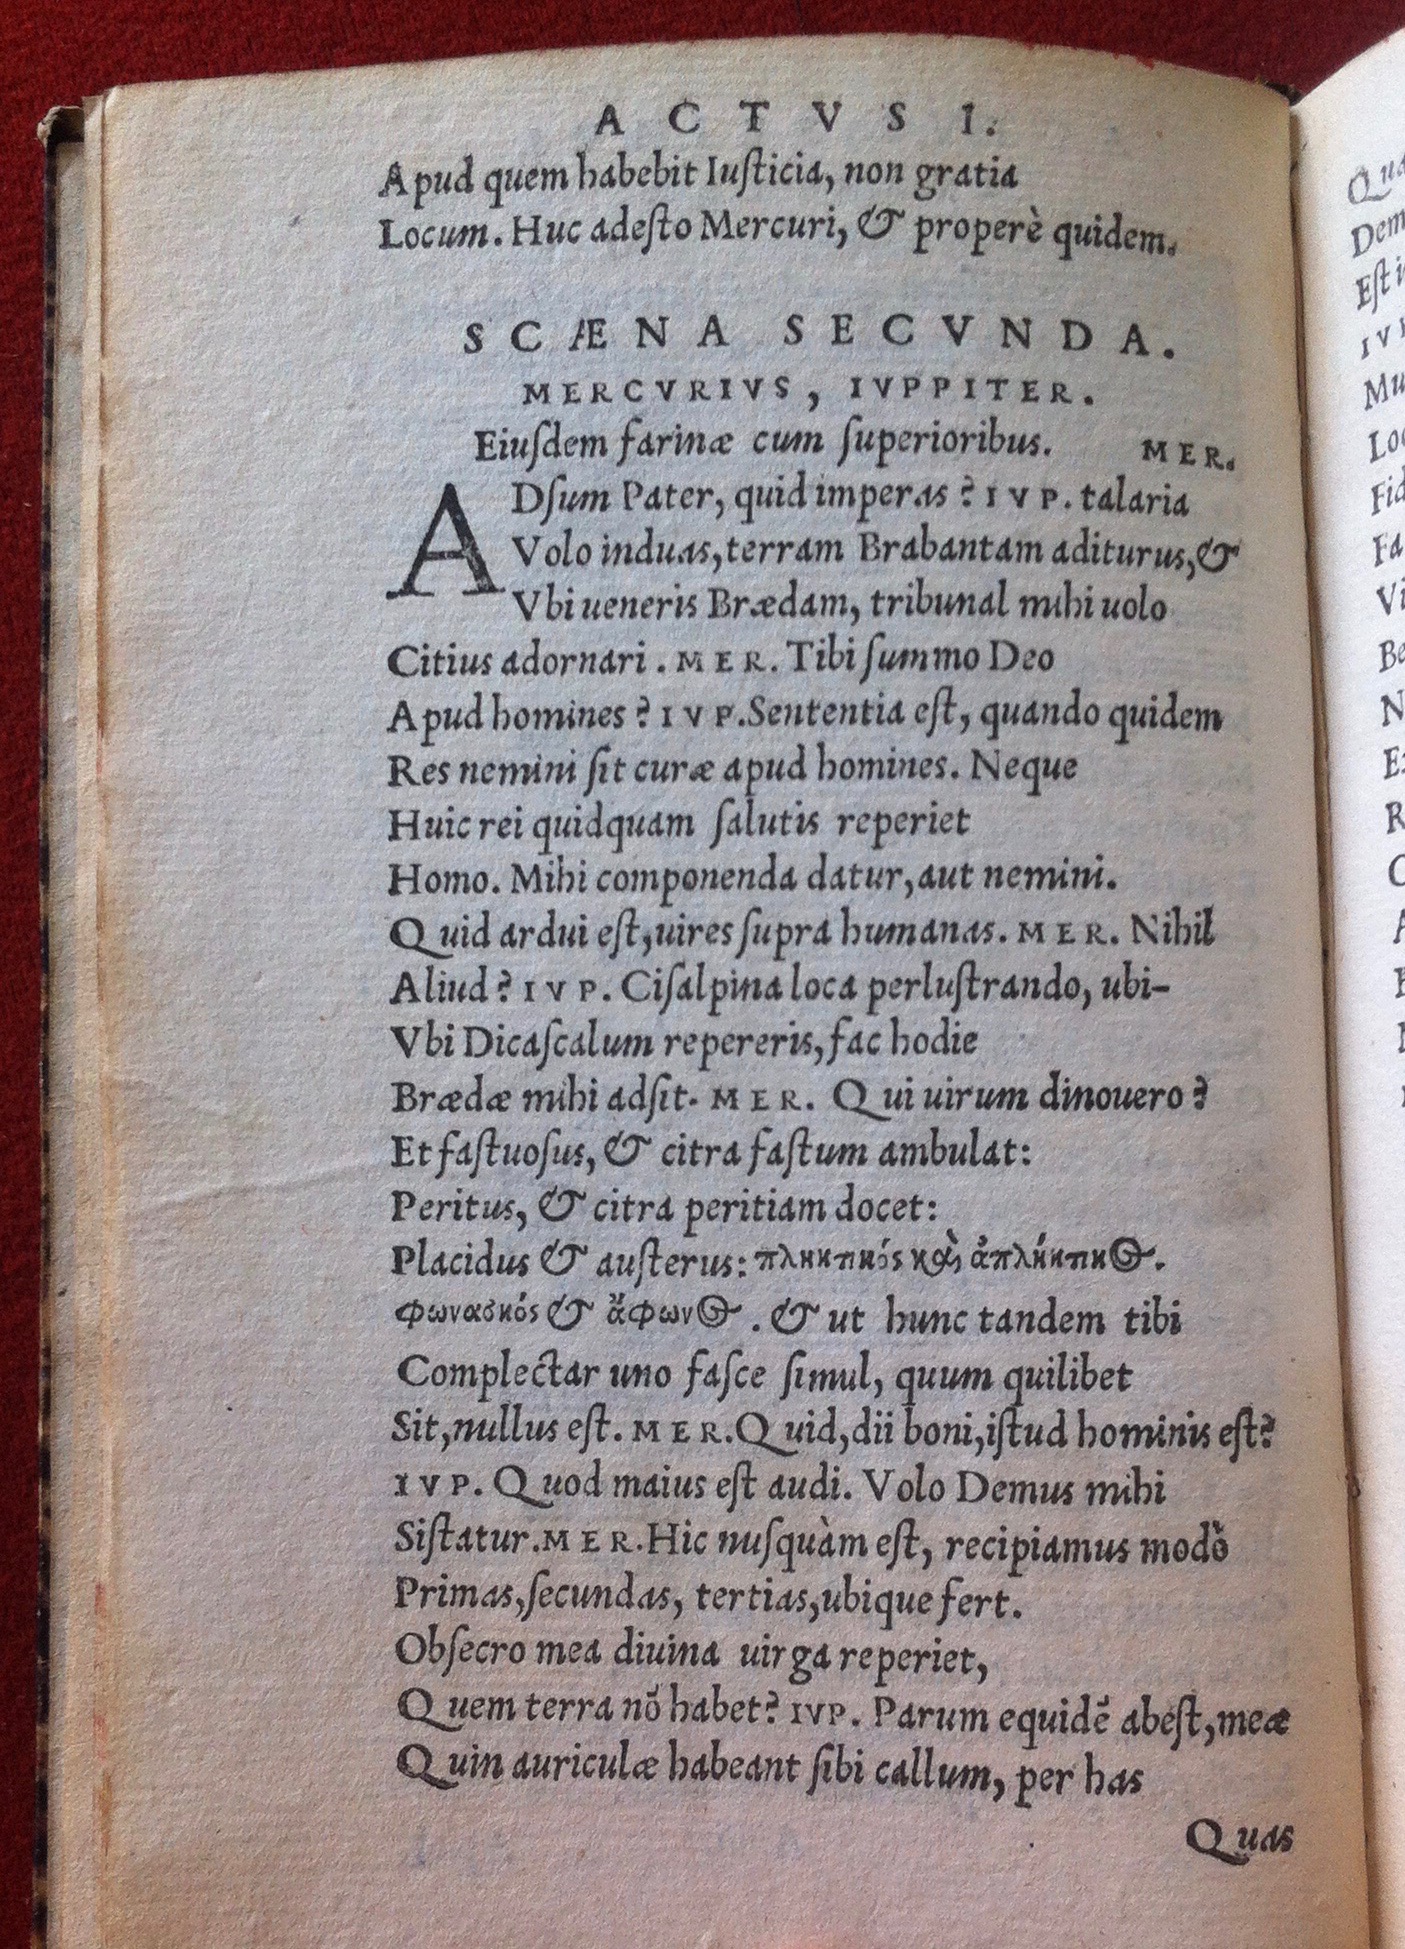 ACTVS I.
Apud quem habebit Iuſticia, non gratia
Locum. Huc adeſto Mercuri, & properè quidem.
SCÆNA SECVNDA.
MERCVRIVS, IVPPITER.
Eiuſdem farinæ cum ſuperioribus. MER.
ADſum Pater, quid imperas? IVP. talaria
Volo induas, terram Brabantam aditurus, &
Vbi ueneris Brædam, tribunal mihi uolo
Citius adornari. MER. Tibi ſummo Deo
Apud homines? IVP. Sententia eſt, quando quidem
Res nemini ſit curæ apud homines. Neque
Huic rei quidquam ſalutis reperiet
Homo. Mihi componenda datur, aut nemini.
Quid ardui eſt, uires ſupra humanas. MER. Nihil
Aliud? IVP. Ciſalpina loca perluſtrando, ubi-
Vbi Dicaſcalum repereris, fac hodie
Brædæ mihi adſit. MER. Qui uirum dinouero?
Et faſtuoſus, & citra faſtum ambulat:
Peritus, & citra peritiam docet:
Placidus & auſterus: πληκτικός καὶ ἀπλήκτικος.
φωνασκός & ἄφωνος. & ut hunc tandem tibi
Complectar uno faſce ſimul, quum quilibet
Sit, nullus eſt. MER. Quid, dii boni, iſtud hominis eſt?
IVP. Quod maius eſt audi. Volo Demus mihi
Siſtatur. MER. Hic nuſquàm eſt, recipiamus modò
Primas, ſecundas, tertias, ubique fert.
Obſecro mea diuina uirga reperiet,
Quem terra nō habet? IVP. Parum equidē abeſt, meæ
Quin auriculæ habeant ſibi callum, per has
Quas